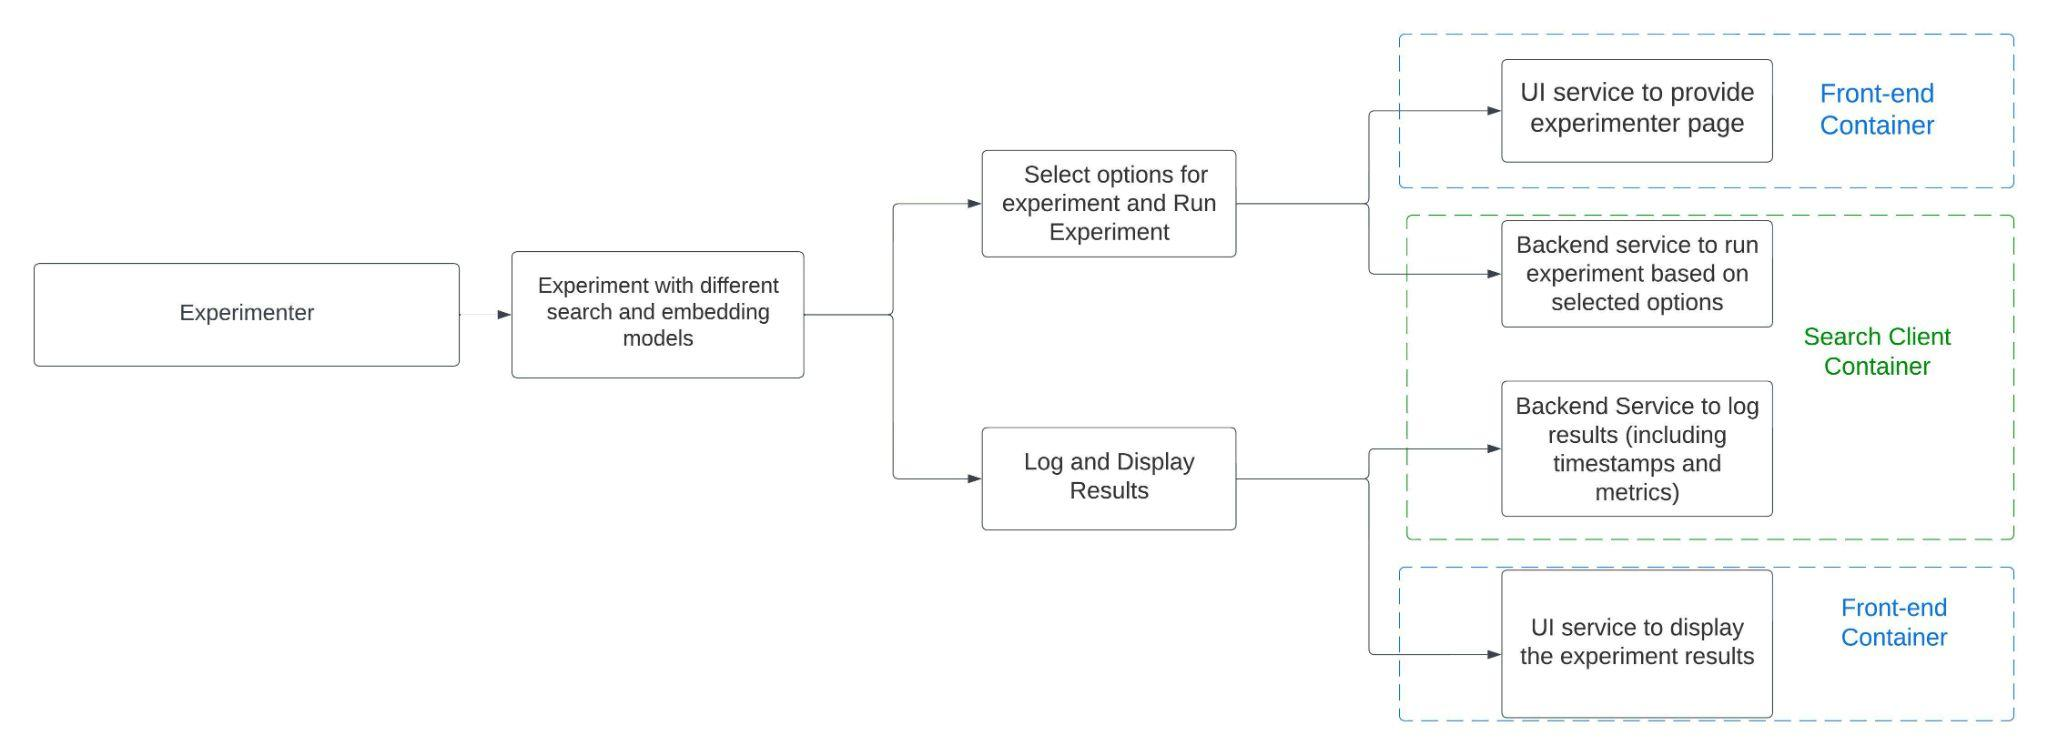 Experimenter
Experiment with different
search and embedding
models
Select options for
experiment and Run
Experiment
Log and Display
Results
UI service to provide
experimenter page
Front-end
Container
Backend service to run
experiment based on
selected options
Search Client
Container
Backend Service to log
results (including
timestamps and
metrics)
UI service to display
the experiment results
Front-end
Container